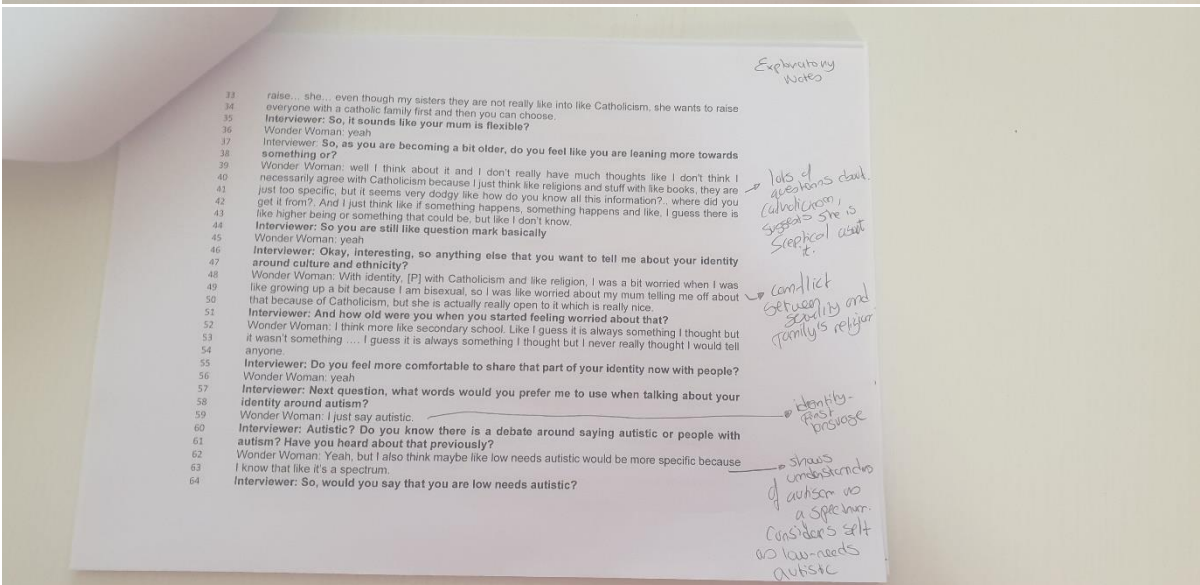 Exploratory
Notes
33 raise... she... even though my sisters they are not really like into like Catholicism, she wants to raise
34 everyone with a catholic family first and then you can choose.
35 Interviewer: So, it sounds like your mum is flexible?
36 Wonder Woman: yeah
37 Interviewer: So, as you are becoming a bit older, do you feel like you are leaning more towards
38 something or?
39 Wonder Woman: well I think about it and I don't really have much thoughts like I don't think I
40 necessarily agree with Catholicism because I just think like religions and stuff with like books, they are
41 just too specific, but it seems very dodgy like how do you know all this information?.. where did you
42 get it from?. And I just think like if something happens, something happens and like, I guess there is
43 like higher being or something that could be, but like I don't know.
44 Interviewer: So you are still like question mark basically
45 Wonder Woman: yeah
46 Interviewer: Okay, interesting, so anything else that you want to tell me about your identity
47 around culture and ethnicity?
48 Wonder Woman: With identity, [P] with Catholicism and like religion, I was a bit worried when I was
49 like growing up a bit because I am bisexual, so I was like worried about my mum telling me off about
50 that because of Catholicism, but she is actually really open to it which is really nice.
51 Interviewer: And how old were you when you started feeling worried about that?
52 Wonder Woman: I think more like secondary school. Like I guess it is always something I thought but
53 it wasn't something .... I guess it is always something I thought but I never really thought I would tell
54 anyone.
55 Interviewer: Do you feel more comfortable to share that part of your identity now with people?
56 Wonder Woman: yeah
57 Interviewer: Next question, what words would you prefer me to use when talking about your
58 identity around autism?
59 Wonder Woman: I just say autistic.
60 Interviewer: Autistic? Do you know there is a debate around saying autistic or people with
61 autism? Have you heard about that previously?
62 Wonder Woman: Yeah, but I also think maybe like low needs autistic would be more specific because
63 I know that like it's a spectrum.
64 Interviewer: So, would you say that you are low needs autistic?
lots of
questions about
Catholicism,
suggests she is
sceptical about
it.
conflict
between
and
family's religion
identity-
first
language
shows
understanding
of autism as
a spectrum.
Considers self
as low-needs
autistic